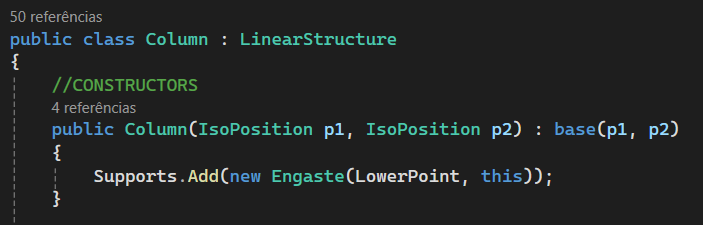 50 referências
public class Column : LinearStructure
{
//CONSTRUCTORS
4 referências
public Column(IsoPosition p1, IsoPosition p2) : base(p1, p2)
{
Supports.Add(new Engaste(LowerPoint, this));
}